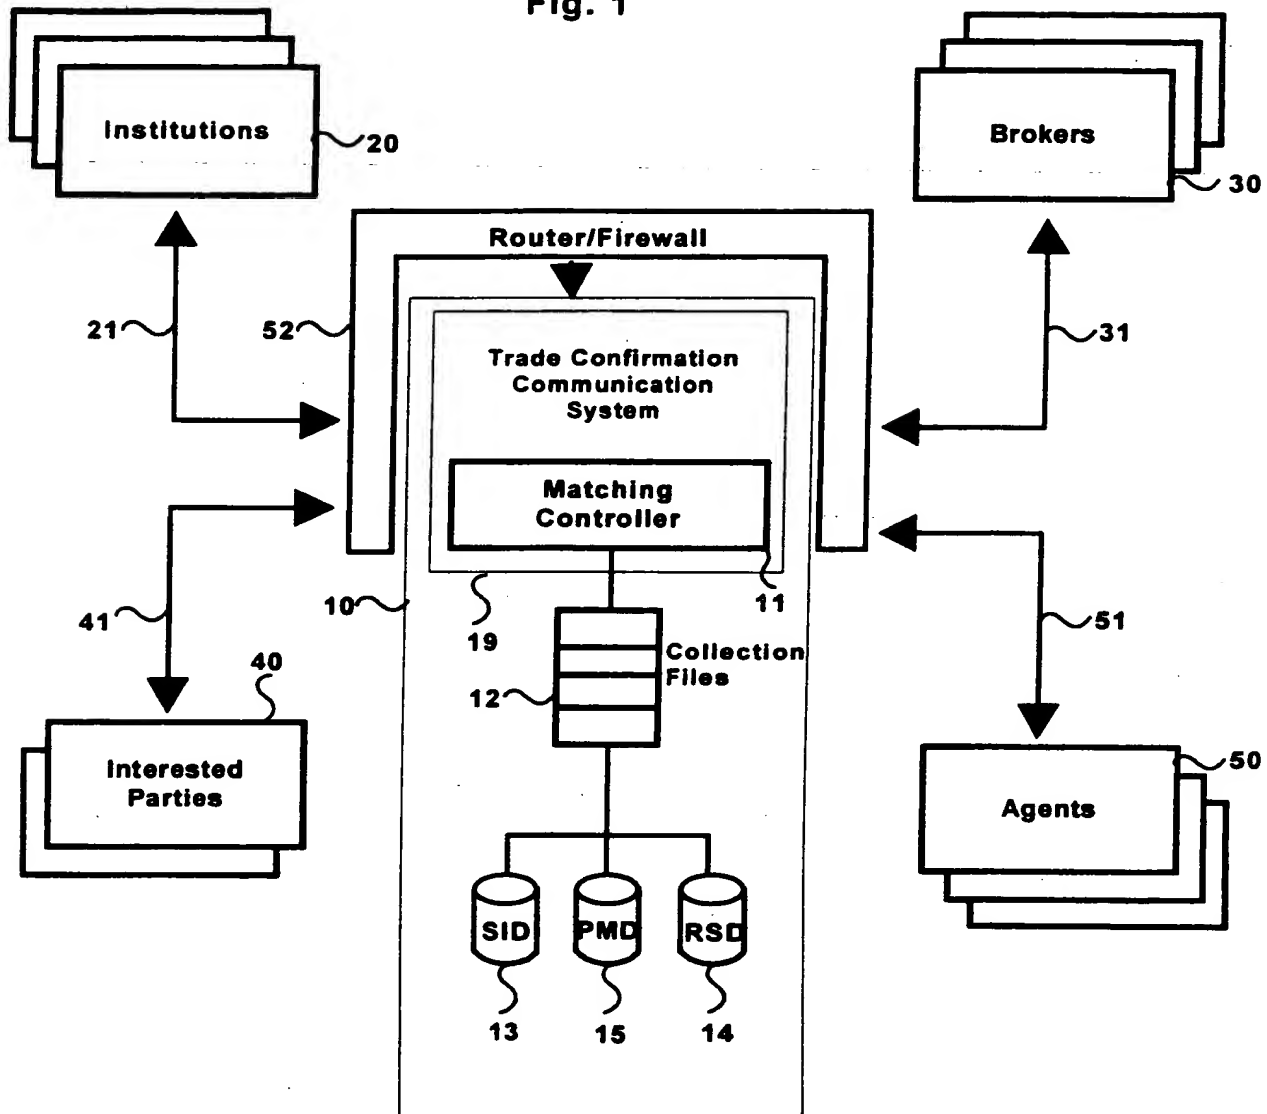 Fig. 1
Institutions
20
Brokers
30
Router/Firewall
21
52
31
Trade Confirmation
Communication
System
Matching
Controller
10
19
11
41
51
Collection
Files
12
40
Interested
Parties
50
Agents
SID
PMD
RSD
13
15
14